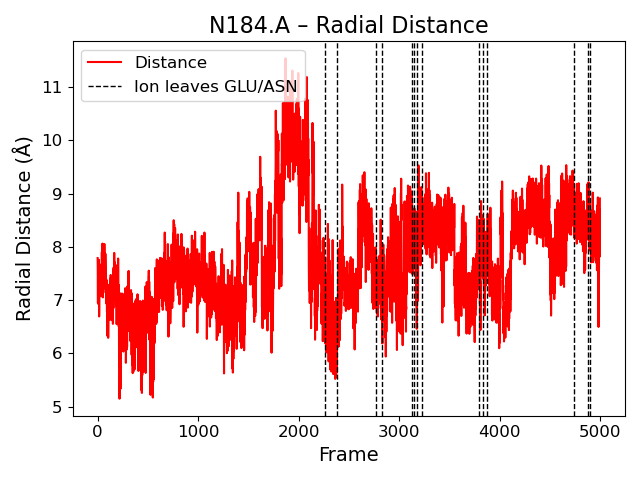 N184.A – Radial Distance
Distance
Ion leaves GLU/ASN
Radial Distance (Å)
11
10
9
8
7
6
5
0 1000 2000 3000 4000 5000
Frame